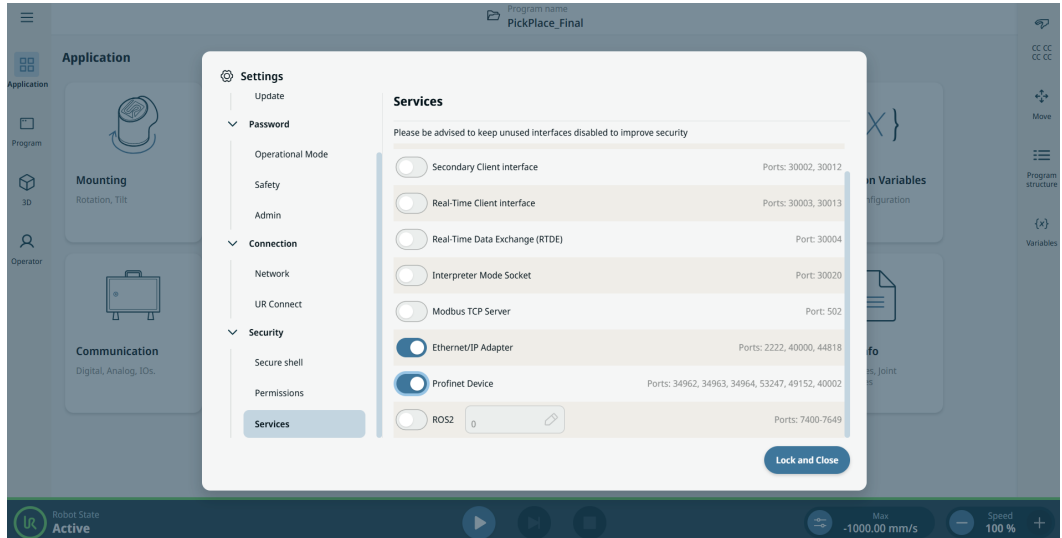 Program name
PickPlace_Final
Application
Application
Program
3D
Operator
Mounting
Rotation, Tilt
Communication
Digital, Analog, IOs.
Settings
Update
Password
Operational Mode
Safety
Admin
Connection
Network
UR Connect
Security
Secure shell
Permissions
Services
Services
Please be advised to keep unused interfaces disabled to improve security
Secondary Client interface Ports: 30002, 30012
Real-Time Client interface Ports: 30003, 30013
Real-Time Data Exchange (RTDE) Port: 30004
Interpreter Mode Socket Port: 30020
Modbus TCP Server Port: 502
Ethernet/IP Adapter Ports: 2222, 40000, 44818
Profinet Device Ports: 34962, 34963, 34964, 53247, 49152, 40002
ROS2 0 Ports: 7400-7649
Lock and Close
X}
Variables
CC CC
CC CC
Move
Program
structure
{x}
Variables
Joint
UR
Robot State
Active
Max
-1000.00 mm/s
Speed
100 %